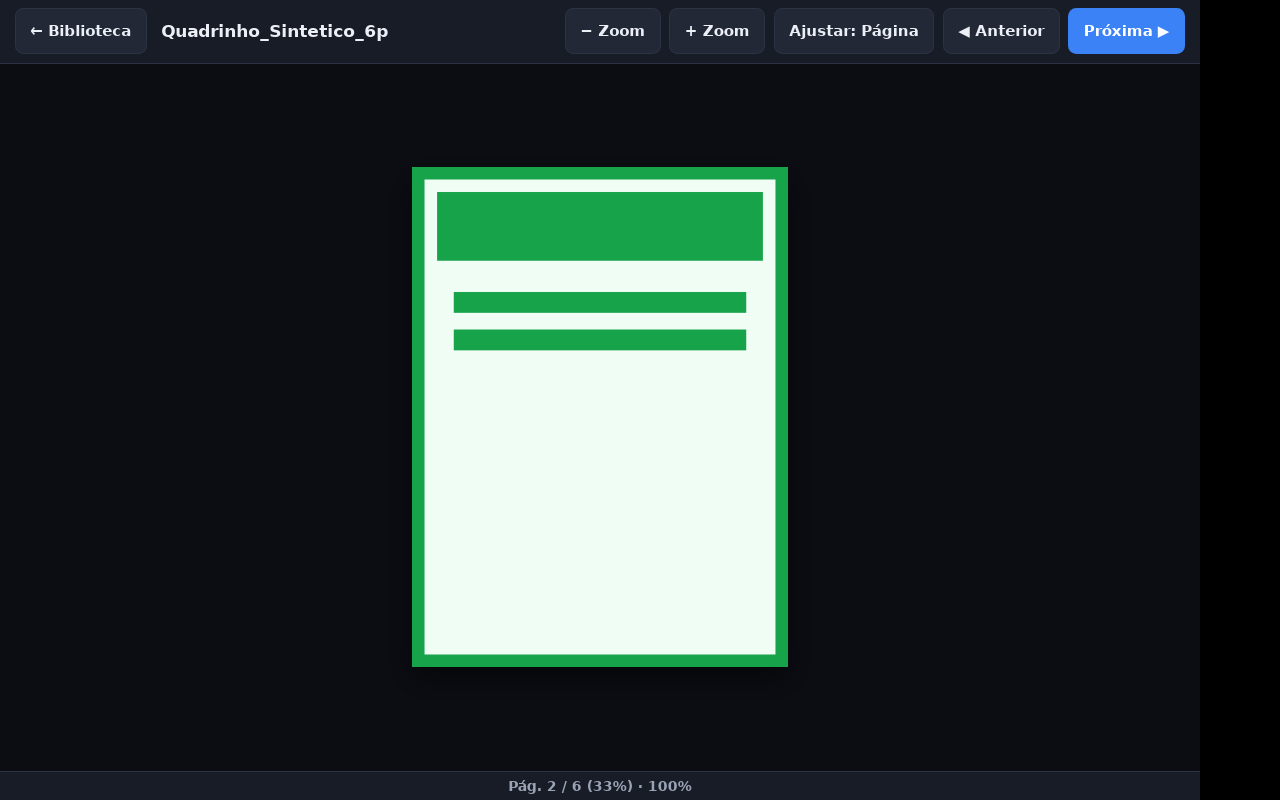 ← Biblioteca Quadrinho_Sintetico_6p − Zoom + Zoom Ajustar: Página ◀ Anterior Próxima ▶
Pág. 2 / 6 (33%) · 100%